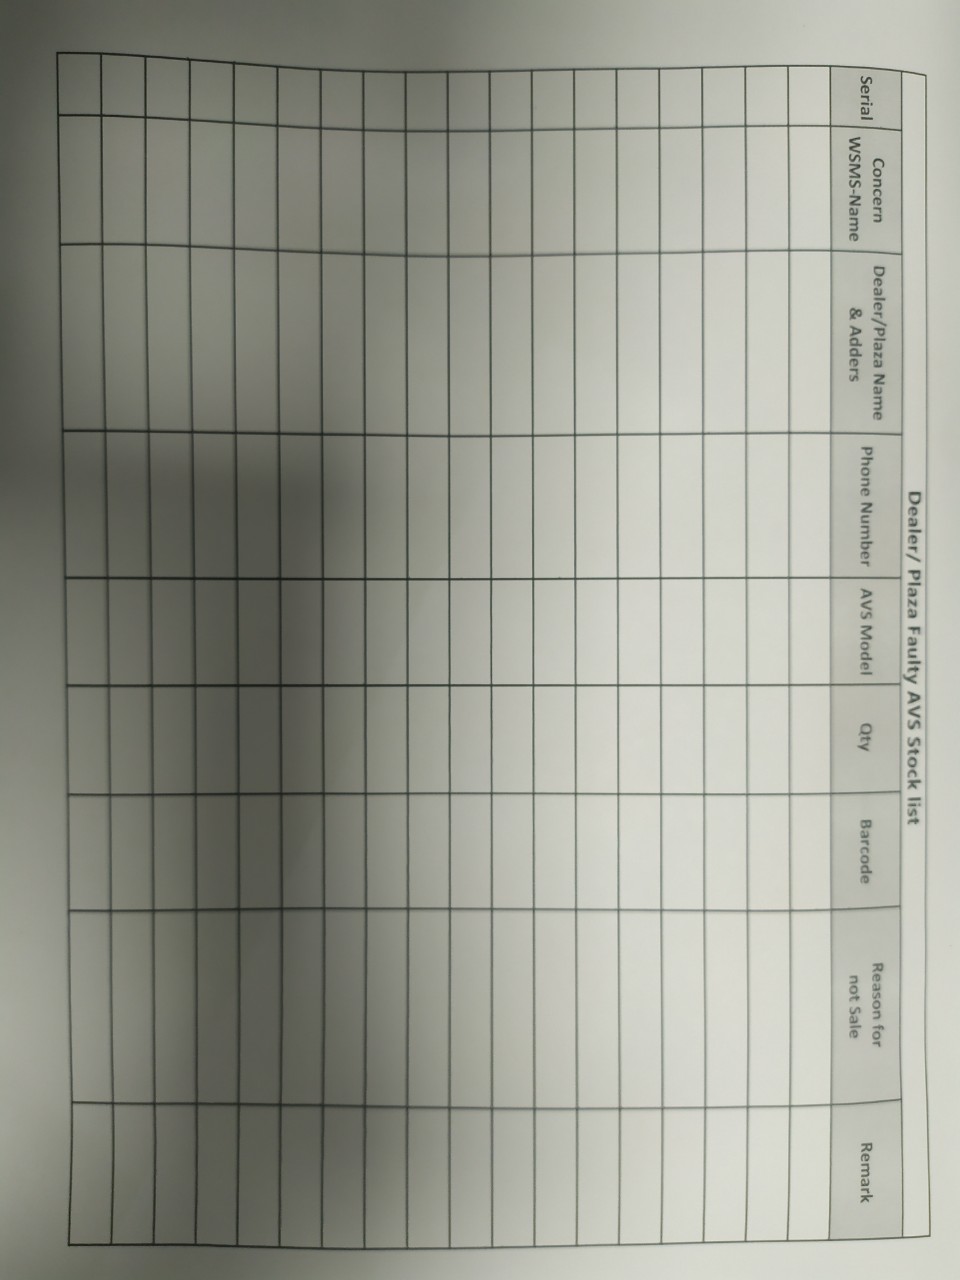 Dealer/ Plaza Faulty AVS Stock list
Serial
Concern
WSMS-Name
Dealer/Plaza Name
& Adders
Phone Number
AVS Model
Qty
Barcode
Reason for
not Sale
Remark